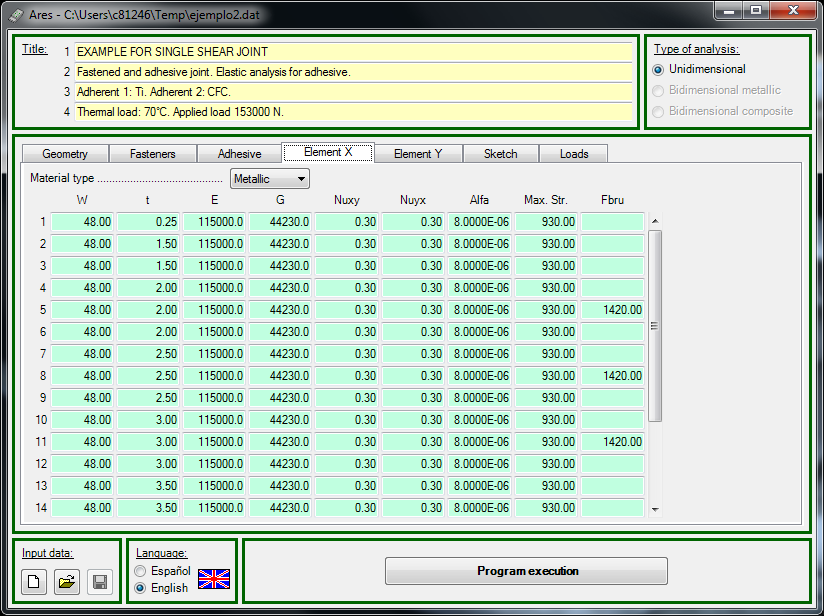 Ares - C:\Users\c81246\Temp\ejemplo2.dat
Title: 1 EXAMPLE FOR SINGLE SHEAR JOINT
2 Fastened and adhesive joint. Elastic analysis for adhesive.
3 Adherent 1: Ti. Adherent 2: CFC.
4 Thermal load: 70°C. Applied load 153000 N.
Type of analysis:
Unidimensional
Bidimensional metallic
Bidimensional composite
Geometry Fasteners Adhesive Element X Element Y Sketch Loads
Material type .......................................... Metallic
W t E G Nuxy Nuyx Alfa Max. Str. Fbru
1 48.00 0.25 115000.0 44230.0 0.30 0.30 8.0000E-06 930.00
2 48.00 1.50 115000.0 44230.0 0.30 0.30 8.0000E-06 930.00
3 48.00 1.50 115000.0 44230.0 0.30 0.30 8.0000E-06 930.00
4 48.00 2.00 115000.0 44230.0 0.30 0.30 8.0000E-06 930.00
5 48.00 2.00 115000.0 44230.0 0.30 0.30 8.0000E-06 930.00 1420.00
6 48.00 2.00 115000.0 44230.0 0.30 0.30 8.0000E-06 930.00
7 48.00 2.50 115000.0 44230.0 0.30 0.30 8.0000E-06 930.00
8 48.00 2.50 115000.0 44230.0 0.30 0.30 8.0000E-06 930.00 1420.00
9 48.00 2.50 115000.0 44230.0 0.30 0.30 8.0000E-06 930.00
10 48.00 3.00 115000.0 44230.0 0.30 0.30 8.0000E-06 930.00
11 48.00 3.00 115000.0 44230.0 0.30 0.30 8.0000E-06 930.00 1420.00
12 48.00 3.00 115000.0 44230.0 0.30 0.30 8.0000E-06 930.00
13 48.00 3.50 115000.0 44230.0 0.30 0.30 8.0000E-06 930.00
14 48.00 3.50 115000.0 44230.0 0.30 0.30 8.0000E-06 930.00
Input data:
Language:
Español
English
Program execution